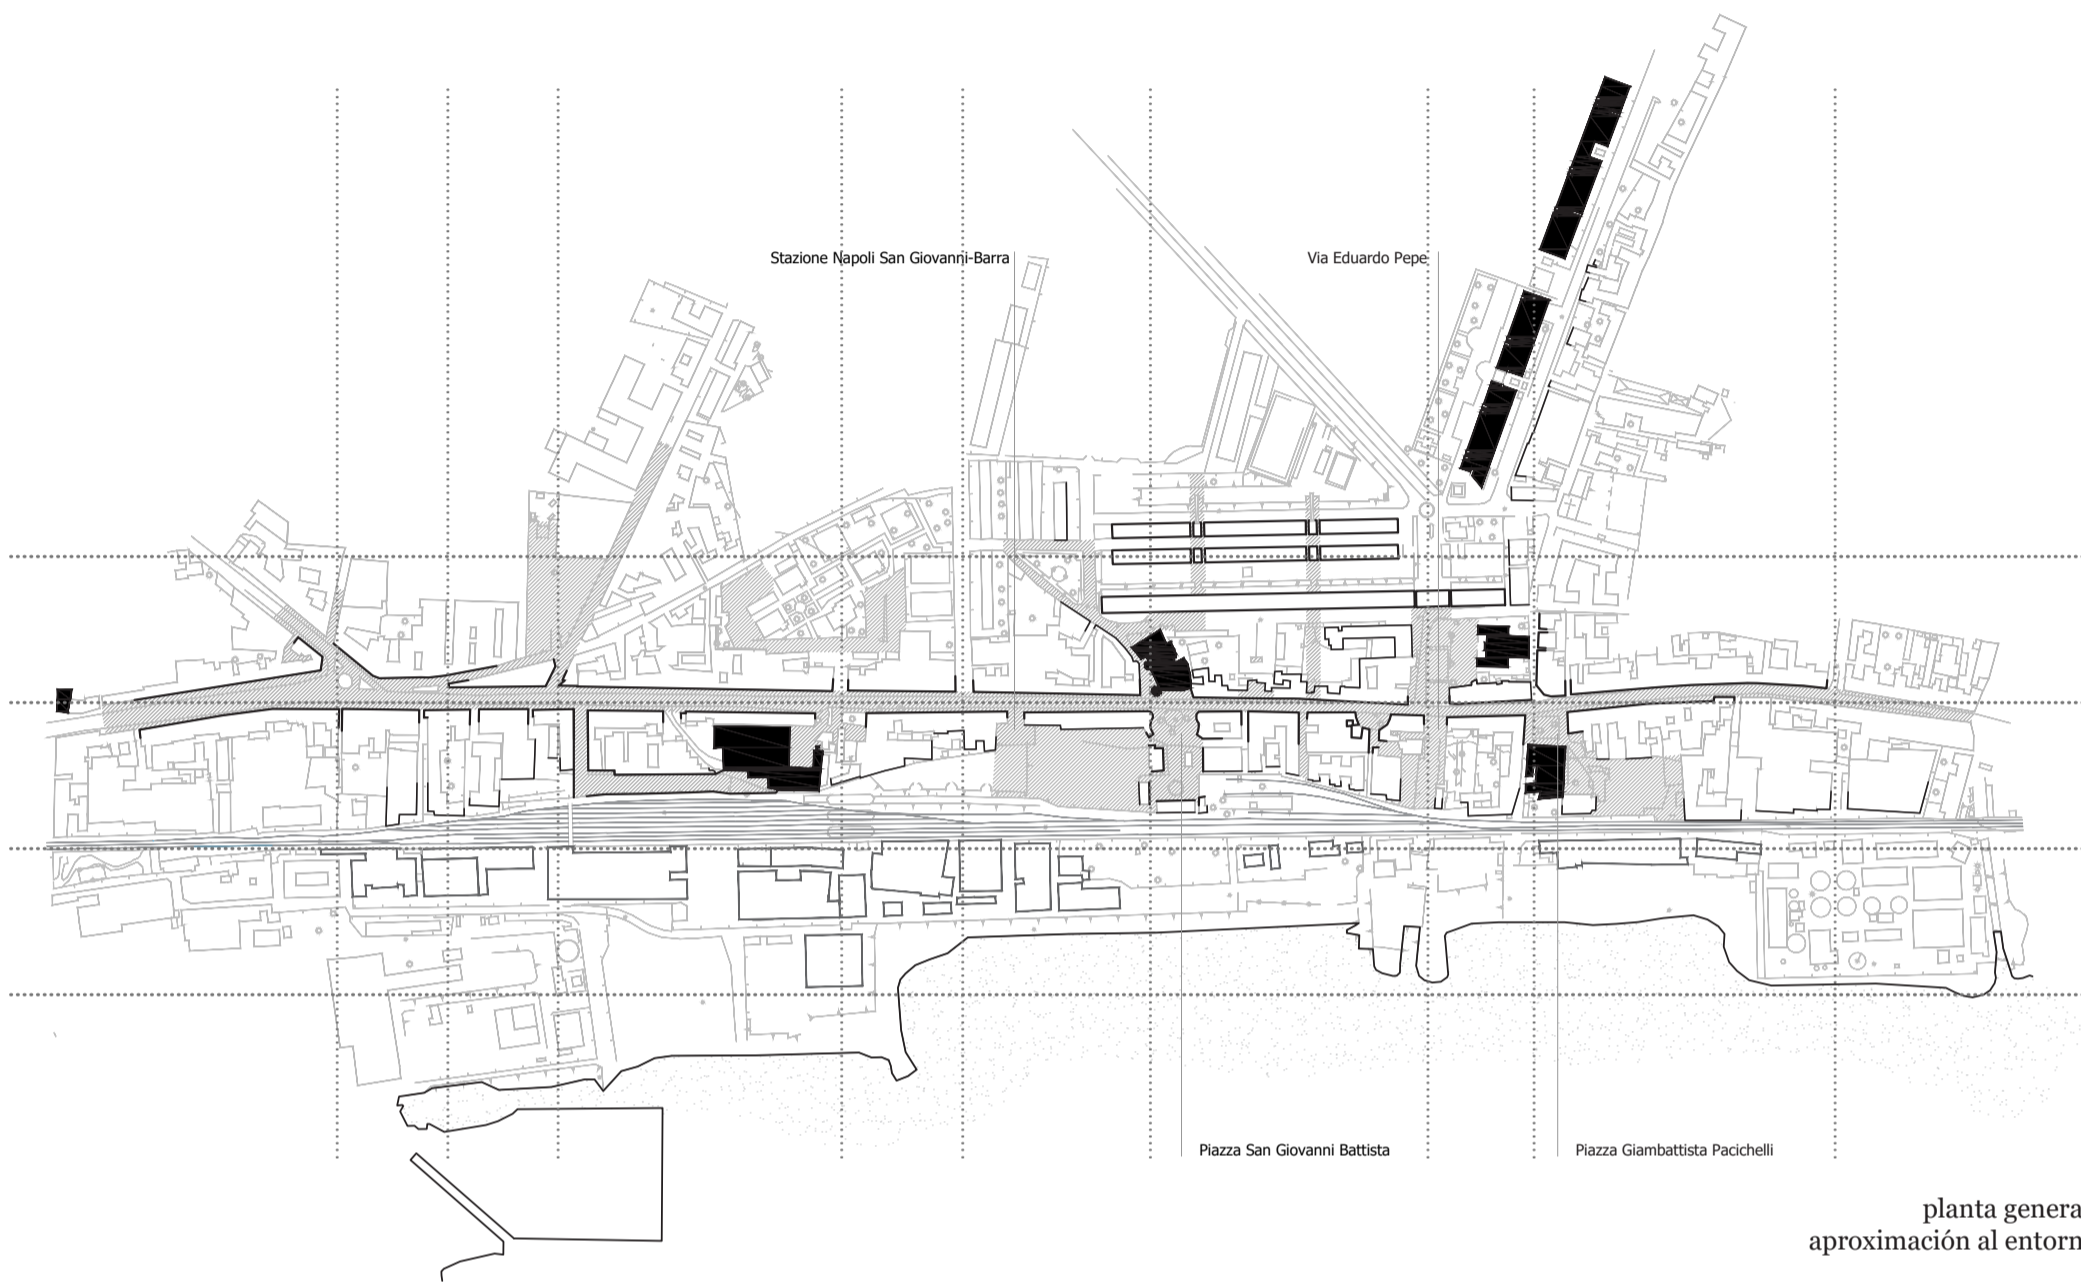 Stazione Napoli San Giovanni-Barra
Via Eduardo Pepe
Piazza San Giovanni Battista
Piazza Giambattista Pacichelli
planta genera
aproximación al entorn